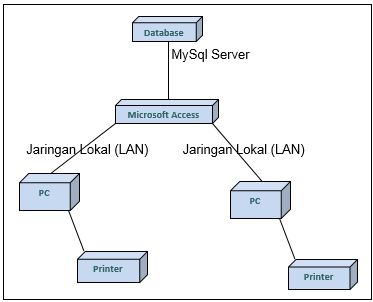 Database
MySql Server
Microsoft Access
Jaringan Lokal (LAN)
Jaringan Lokal (LAN)
PC
PC
Printer
Printer